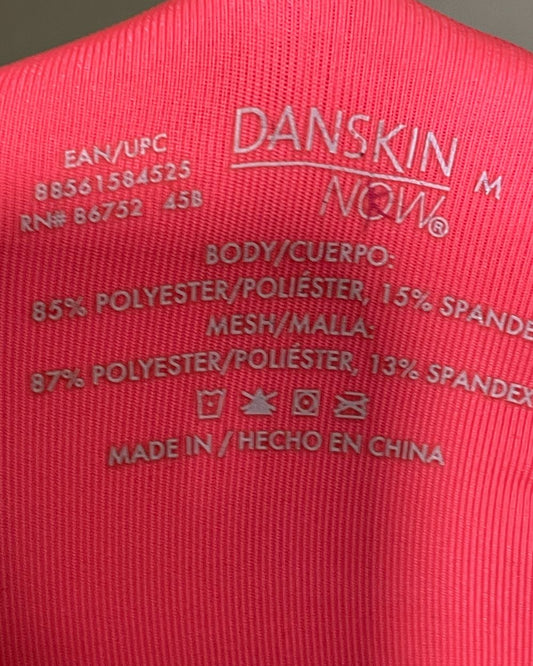 DANSKIN
NOW®
M
EAN/UPC
88561584525
RN# 86752 45B
BODY/CUERPO:
85% POLYESTER/POLIÉSTER, 15% SPANDE
MESH/MALLA:
87% POLYESTER/POLIÉSTER, 13% SPANDEX
MADE IN / HECHO EN CHINA